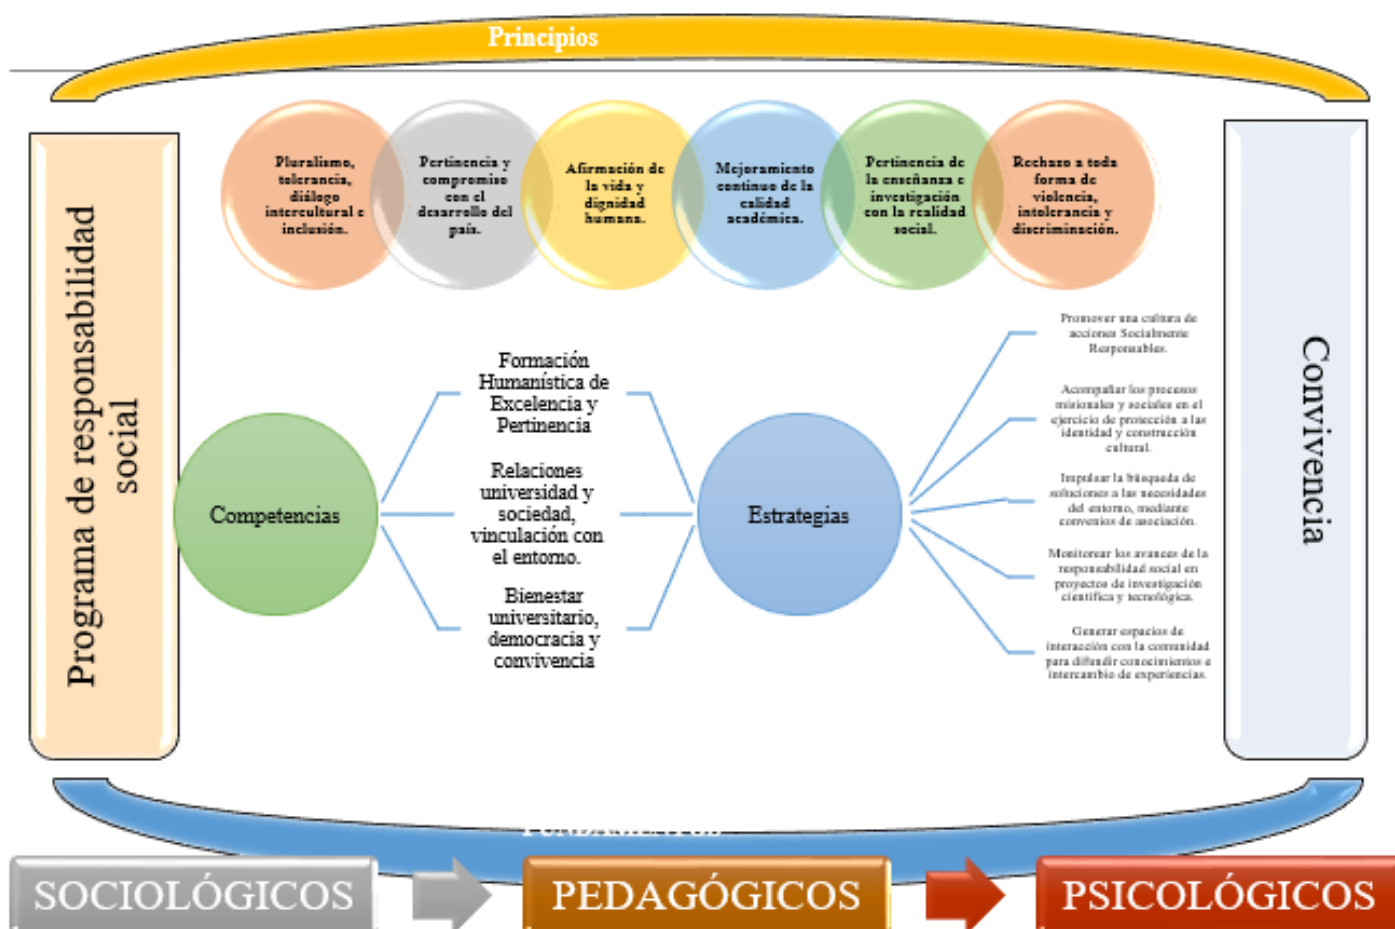 Principios
Programa de responsabilidad
social
Pluralismo,
tolerancia,
diálogo
intercultural e
inclusión.
Pertinencia y
compromiso
con el
desarrollo del
país.
Afirmación de
la vida y
dignidad
humana.
Mejoramiento
continuo de la
calidad
académica.
Pertinencia de
la enseñanza e
investigación
con la realidad
social.
Rechazo a toda
forma de
violencia,
intolerancia y
discriminación.
Competencias
Formación
Humanística de
Excelencia y
Pertinencia
Relaciones
universidad y
sociedad,
vinculación con
el entorno.
Bienestar
universitario,
democracia y
convivencia
Estrategias
Promover una cultura de
acciones Socialmente
Responsables.
Acompañar los procesos
misionales y sociales en el
ejercicio de protección a las
identidad y construcción
cultural.
Impulsar la búsqueda de
soluciones a las necesidades
del entorno, mediante
convenios de asociación.
Monitorear los avances de la
responsabilidad social en
proyectos de investigación
científica y tecnológica.
Generar espacios de
interacción con la comunidad
para difundir conocimientos e
intercambio de experiencias.
Convivencia
SOCIOLÓGICOS
PEDAGÓGICOS
PSICOLÓGICOS